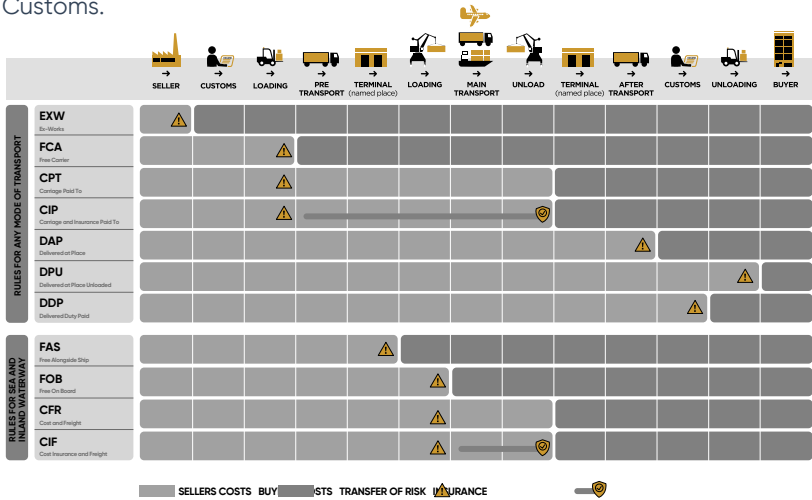 Customs.
SELLER
CUSTOMS
LOADING
PRE
TRANSPORT
TERMINAL
(named place)
LOADING
MAIN
TRANSPORT
UNLOAD
TERMINAL
(named place)
AFTER
TRANSPORT
CUSTOMS
UNLOADING
BUYER
RULES FOR ANY MODE OF TRANSPORT
EXW
Ex-Works
FCA
Free Carrier
CPT
Carriage Paid To
CIP
Carriage and Insurance Paid To
DAP
Delivered at Place
DPU
Delivered at Place Unloaded
DDP
Delivered Duty Paid
RULES FOR SEA AND
INLAND WATERWAY
FAS
Free Alongside Ship
FOB
Free On Board
CFR
Cost and Freight
CIF
Cost Insurance and Freight
SELLERS COSTS BUY STS TRANSFER OF RISK I URANCE